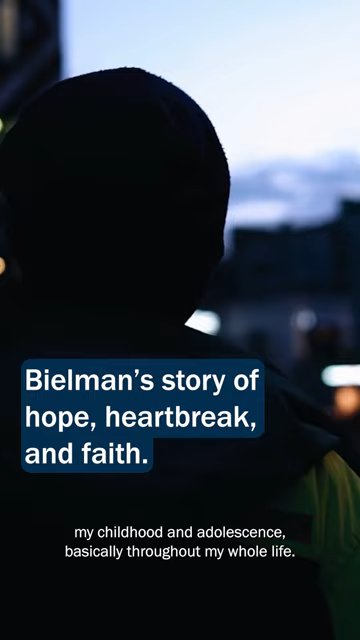 Bielman’s story of
hope, heartbreak,
and faith.
my childhood and adolescence,
basically throughout my whole life.